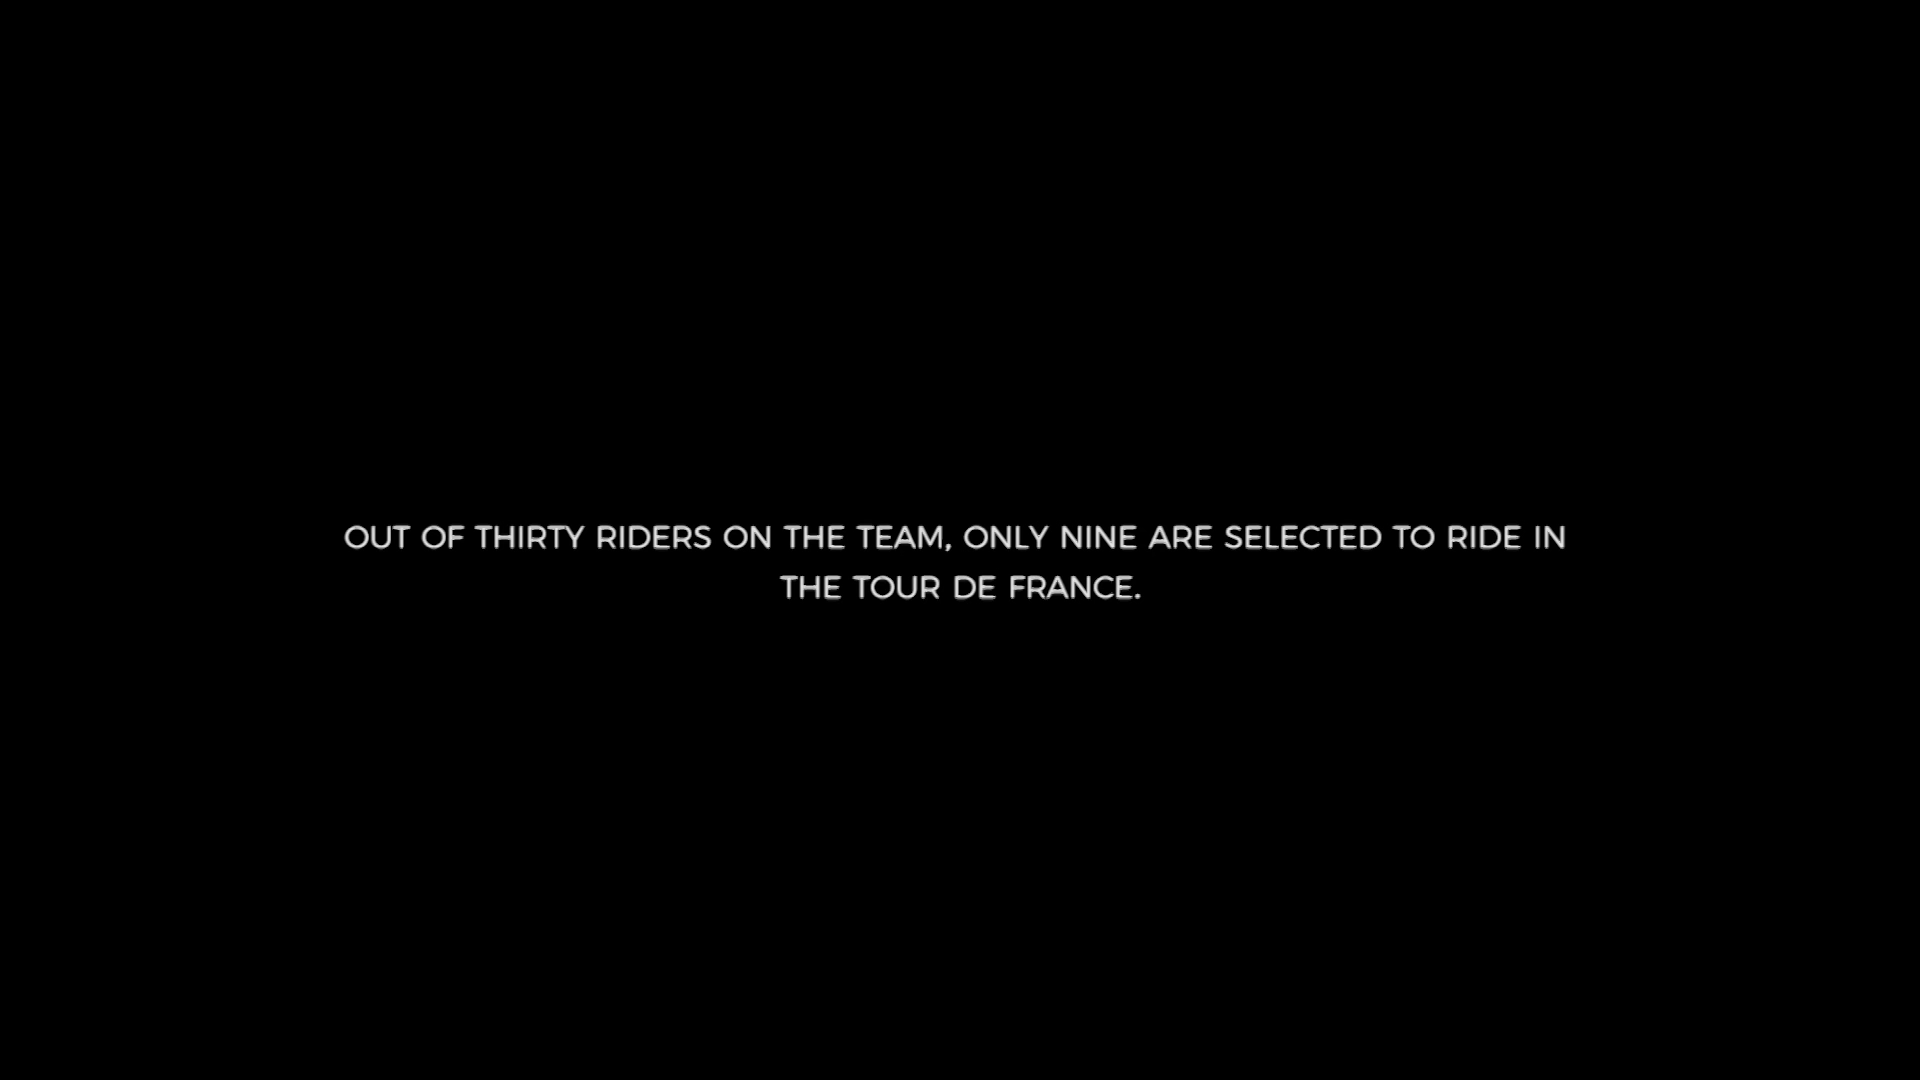 OUT OF THIRTY RIDERS ON THE TEAM, ONLY NINE ARE SELECTED TO RIDE IN
THE TOUR DE FRANCE.